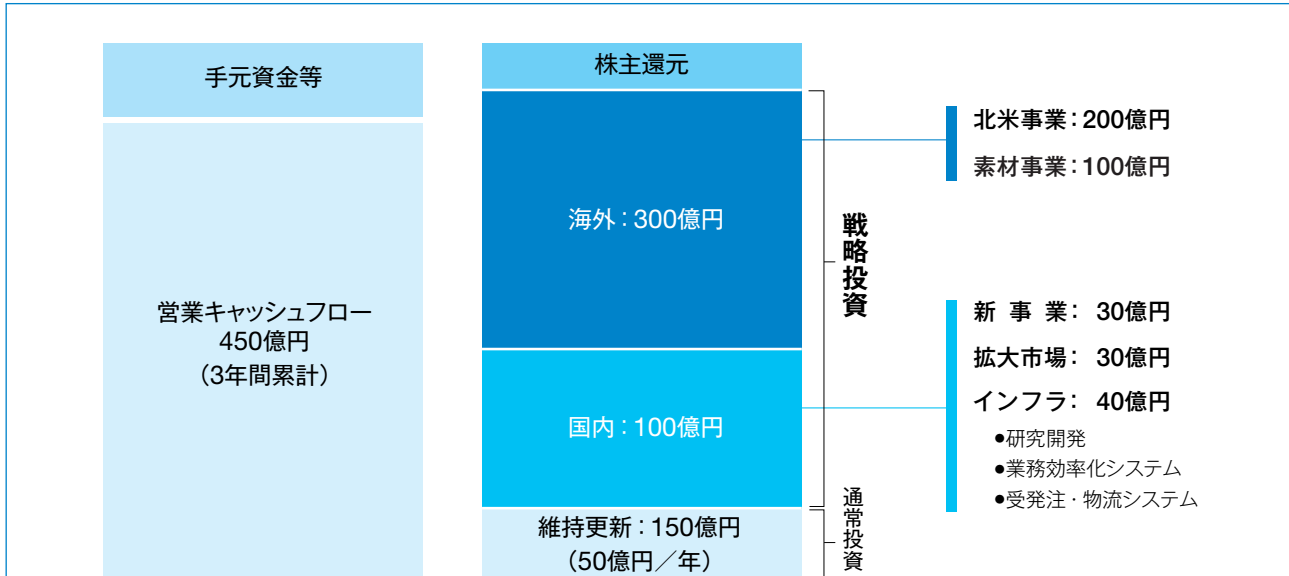 手元資金等
営業キャッシュフロー
450億円
（3年間累計）
株主還元
海外：300億円
国内：100億円
維持更新：150億円
（50億円／年）
戦略投資
通常投資
北米事業：200億円
素材事業：100億円
新事業： 30億円
拡大市場： 30億円
インフラ： 40億円
●研究開発
●業務効率化システム
●受発注・物流システム